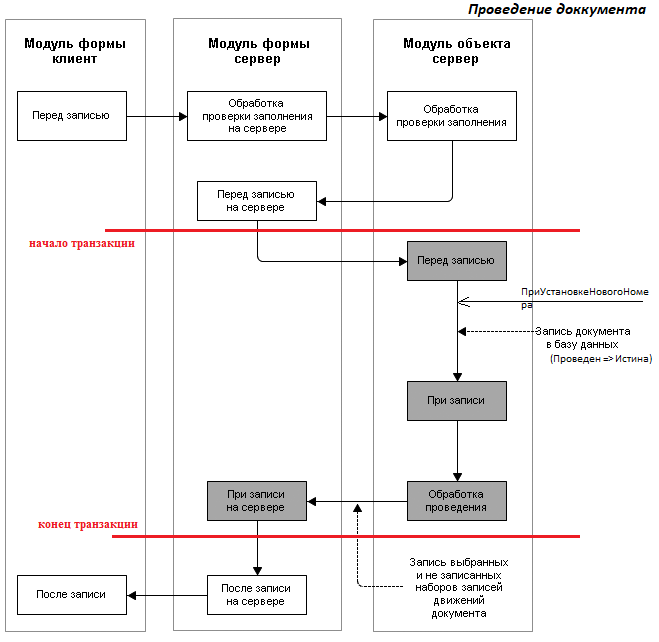 Проведение доккумента
Модуль формы
клиент
Модуль формы
сервер
Модуль объекта
сервер
Перед записью
Обработка
проверки заполнения
на сервере
Обработка
проверки заполнения
Перед записью
на сервере
начало транзакции
Перед записью
ПриУстановкеНовогоНоме
ра
Запись документа
в базу данных
(Проведен => Истина)
При записи
При записи
на сервере
Обработка
проведения
конец транзакции
Запись выбранных
и не записанных
наборов записей
движений
документа
После записи
После записи
на сервере